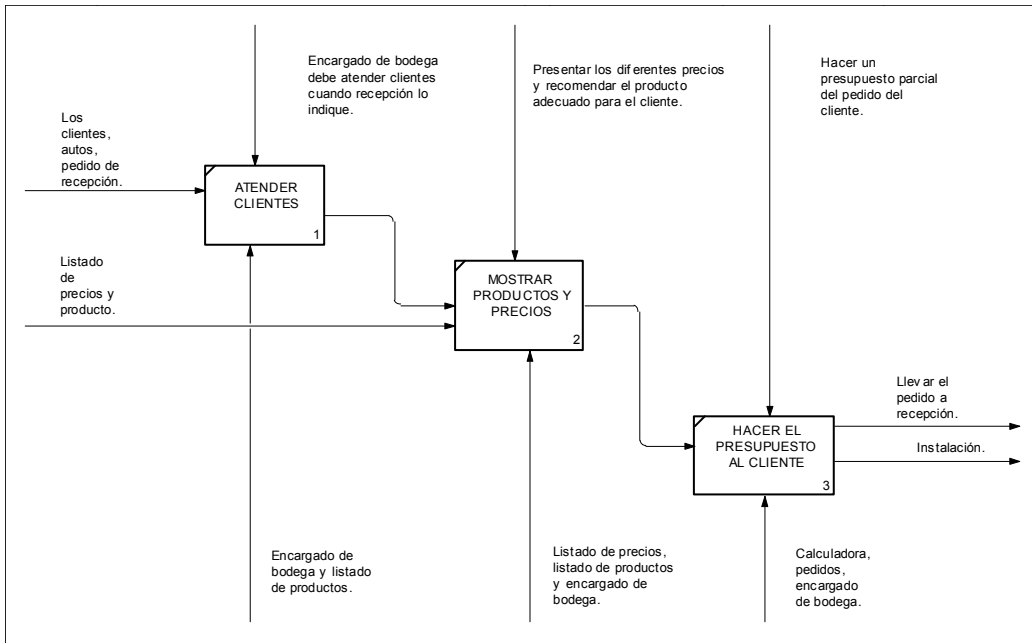 Encargado de bodega
debe atender clientes
cuando recepción lo
indique.
Presentar los diferentes precios
y recomendar el producto
adecuado para el cliente.
Hacer un
presupuesto parcial
del pedido del
cliente.
Los
clientes,
autos,
pedido de
recepción.
ATENDER
CLIENTES
1
Listado
de
precios y
producto.
MOSTRAR
PRODUCTOS Y
PRECIOS
2
HACER EL
PRESUPUESTO
AL CLIENTE
3
Llevar el
pedido a
recepción.
Instalación.
Encargado de
bodega y listado
de productos.
Listado de precios,
listado de productos
y encargado de
bodega.
Calculadora,
pedidos,
encargado
de bodega.